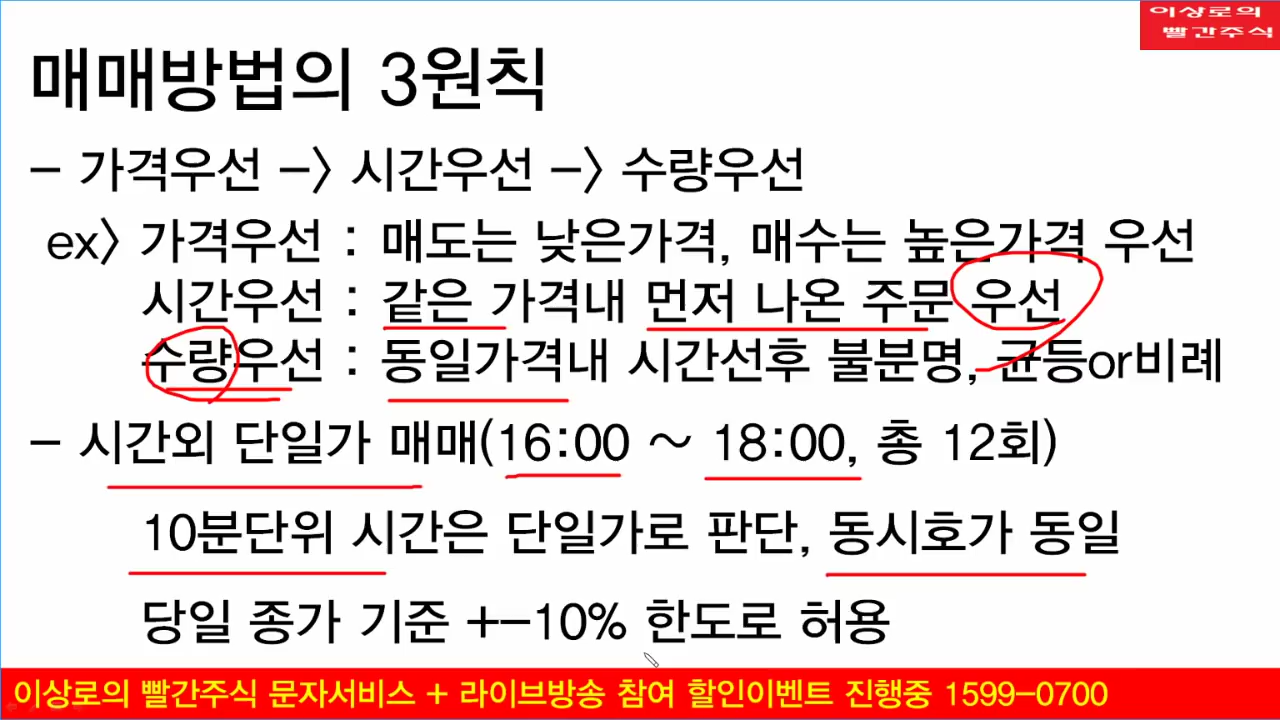 이상로의
빨간주식
매매방법의 3원칙
- 가격우선 -> 시간우선 -> 수량우선
ex> 가격우선 : 매도는 낮은가격, 매수는 높은가격 우선
시간우선 : 같은 가격내 먼저 나온 주문 우선
수량우선 : 동일가격내 시간선후 불분명, 균등or비례
- 시간외 단일가 매매(16:00 ~ 18:00, 총 12회)
10분단위 시간은 단일가로 판단, 동시호가 동일
당일 종가 기준 +-10% 한도로 허용
이상로의 빨간주식 문자서비스 + 라이브방송 참여 할인이벤트 진행중 1599-0700